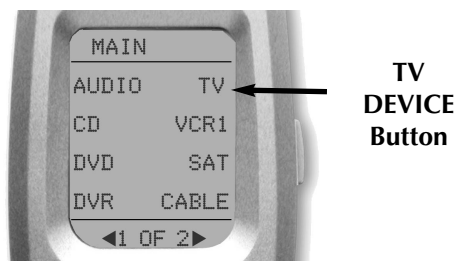 MAIN
AUDIO TV
CD VCR1
DVD SAT
DVR CABLE
◀1 OF 2▶
TV
DEVICE
Button